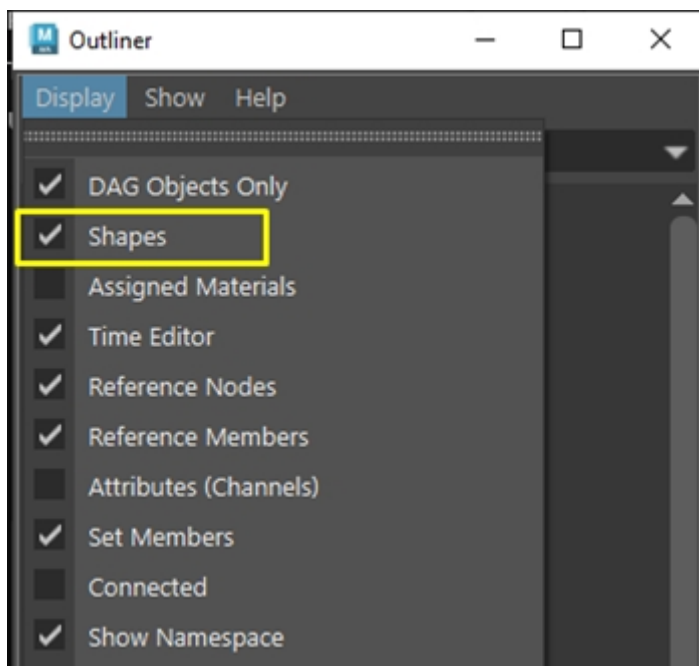 Outliner
Display Show Help
DAG Objects Only
Shapes
Assigned Materials
Time Editor
Reference Nodes
Reference Members
Attributes (Channels)
Set Members
Connected
Show Namespace